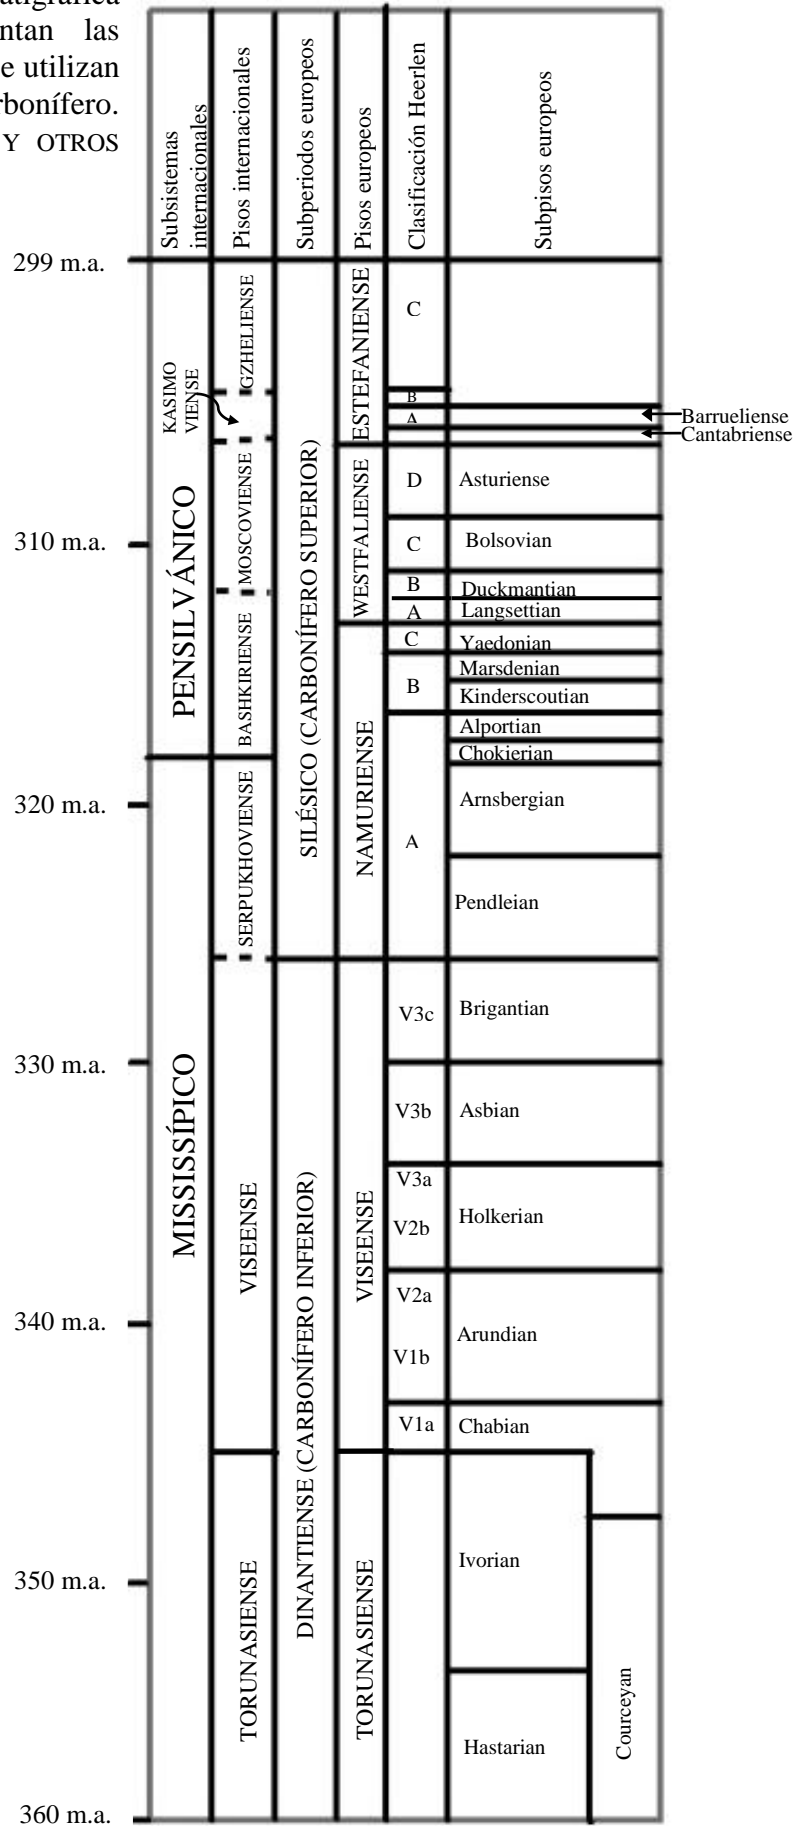 atigráfica
ntan las
e utilizan
rbonífero.
Y OTROS
Subsistemas
internacionales
Pisos internacionales
Subperiodos europeos
Pisos europeos
Clasificación Heerlen
Subpisos europeos
299 m.a.
310 m.a.
320 m.a.
330 m.a.
340 m.a.
350 m.a.
360 m.a.
KASIMO
VIENSE
PENSILVÁNICO
MISSISSÍPICO
GZHELIENSE
MOSCOVIENSE
BASHKIRIENSE
SERPUKHOVIENSE
VISEENSE
TORUNASIENSE
SILÉSICO (CARBONÍFERO SUPERIOR)
DINANTIENSE (CARBONÍFERO INFERIOR)
ESTEFANIENSE
WESTFALIENSE
NAMURIENSE
VISEENSE
TORUNASIENSE
C
B
A
D
C
B
A
C
B
A
V3c
V3b
V3a
V2b
V2a
V1b
V1a
Barrueliense
Cantabriense
Asturiense
Bolsovian
Duckmantian
Langsettian
Yaedonian
Marsdenian
Kinderscoutian
Alportian
Chokierian
Arnsbergian
Pendleian
Brigantian
Asbian
Holkerian
Arundian
Chabian
Ivorian
Hastarian
Courceyan